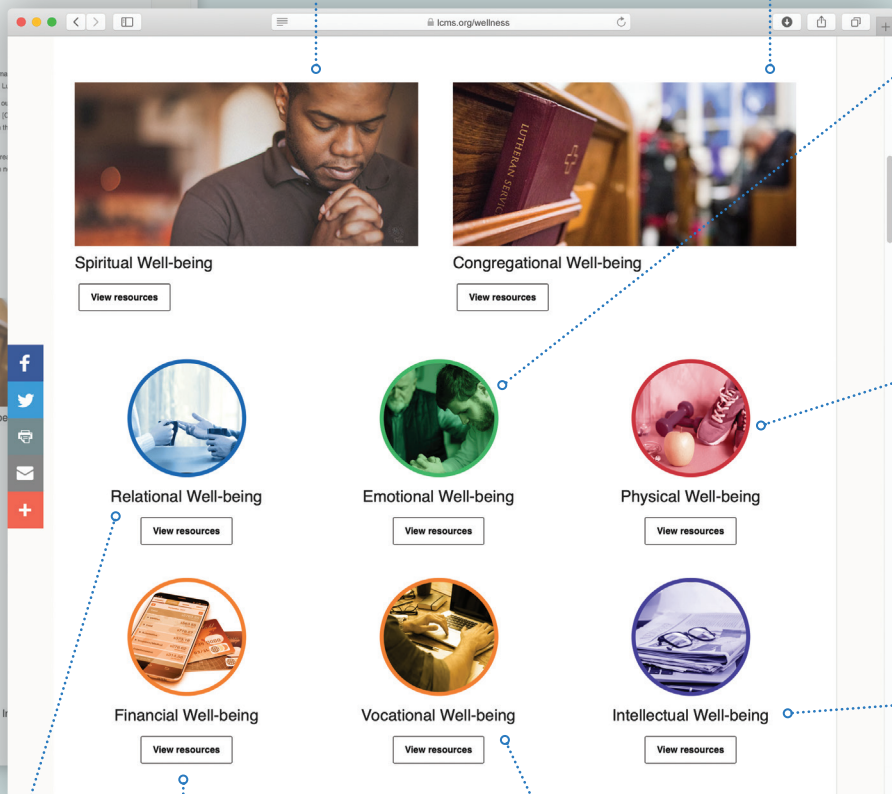 lcms.org/wellness
LUTHERAN SERVIC
Spiritual Well-being
Congregational Well-being
View resources
View resources
Relational Well-being
Emotional Well-being
Physical Well-being
View resources
View resources
View resources
Financial Well-being
Vocational Well-being
Intellectual Well-being
View resources
View resources
View resources